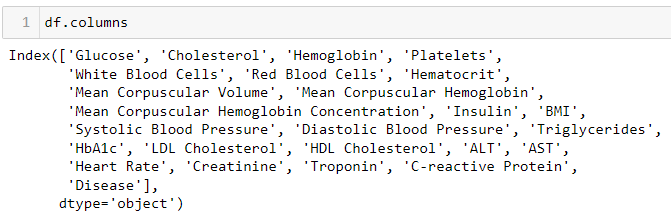 1 df.columns
Index(['Glucose', 'Cholesterol', 'Hemoglobin', 'Platelets',
'White Blood Cells', 'Red Blood Cells', 'Hematocrit',
'Mean Corpuscular Volume', 'Mean Corpuscular Hemoglobin',
'Mean Corpuscular Hemoglobin Concentration', 'Insulin', 'BMI',
'Systolic Blood Pressure', 'Diastolic Blood Pressure', 'Triglycerides',
'HbA1c', 'LDL Cholesterol', 'HDL Cholesterol', 'ALT', 'AST',
'Heart Rate', 'Creatinine', 'Troponin', 'C-reactive Protein',
'Disease'],
dtype='object')